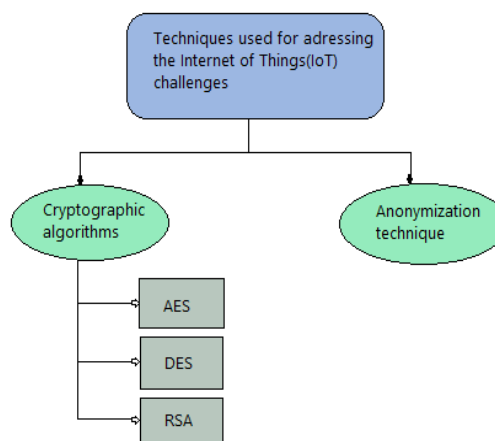 Techniques used for adressing
the Internet of Things(IoT)
challenges
Cryptographic
algorithms
Anonymization
technique
AES
DES
RSA